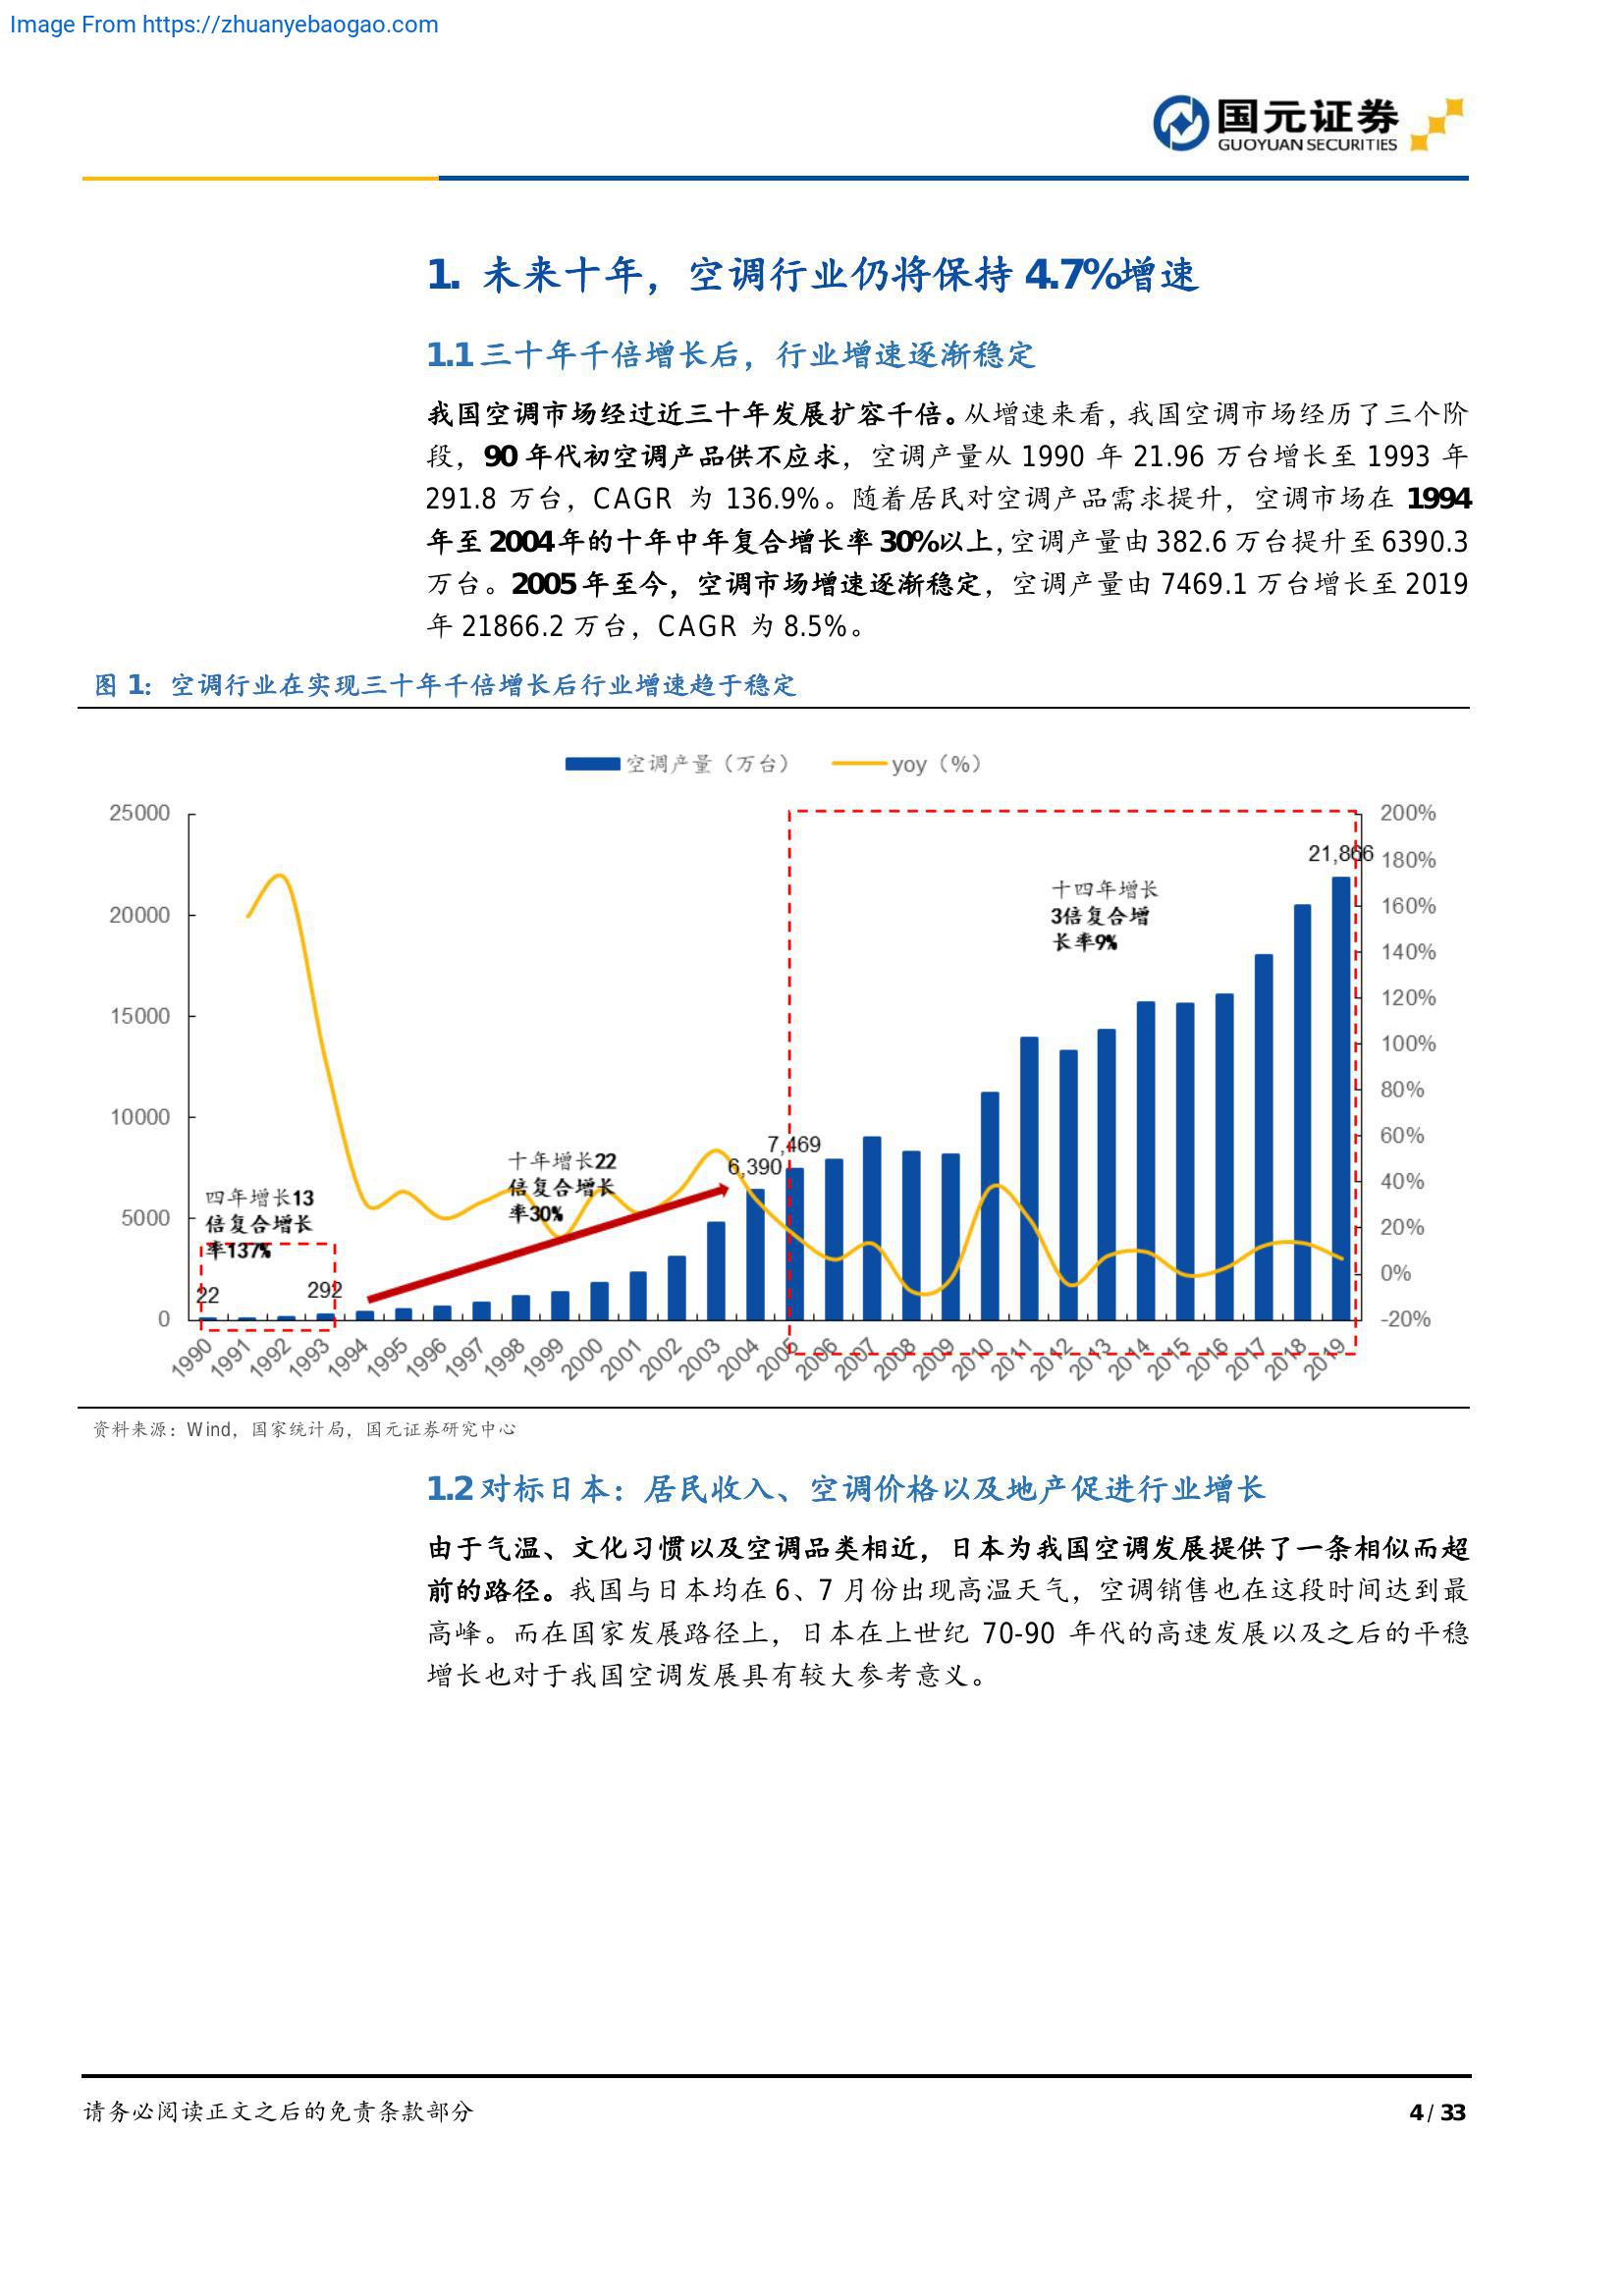 Image From https://zhuanyebaogao.com
国元证券
GUOYUAN SECURITIES
1. 未来十年，空调行业仍将保持 4.7%增速
1.1 三十年千倍增长后，行业增速逐渐稳定
我国空调市场经过近三十年发展扩容千倍。从增速来看，我国空调市场经历了三个阶
段，90 年代初空调产品供不应求，空调产量从 1990 年 21.96 万台增长至 1993 年
291.8 万台，CAGR 为 136.9%。随着居民对空调产品需求提升，空调市场在 1994
年至 2004 年的十年中年复合增长率 30%以上，空调产量由 382.6 万台提升至 6390.3
万台。2005 年至今，空调市场增速逐渐稳定，空调产量由 7469.1 万台增长至 2019
年 21866.2 万台，CAGR 为 8.5%。
图 1：空调行业在实现三十年千倍增长后行业增速趋于稳定
空调产量（万台） yoy（%）
25000
20000
15000
10000
5000
0
200%
180%
160%
140%
120%
100%
80%
60%
40%
20%
0%
-20%
四年增长13
倍复合增长
率137%
22
292
十年增长22
倍复合增长
率30%
6,390
7,469
十四年增长
3倍复合增
长率9%
21,866
1990 1991 1992 1993 1994 1995 1996 1997 1998 1999 2000 2001 2002 2003 2004 2005 2006 2007 2008 2009 2010 2011 2012 2013 2014 2015 2016 2017 2018 2019
资料来源：Wind，国家统计局，国元证券研究中心
1.2 对标日本：居民收入、空调价格以及地产促进行业增长
由于气温、文化习惯以及空调品类相近，日本为我国空调发展提供了一条相似而超
前的路径。我国与日本均在 6、7 月份出现高温天气，空调销售也在这段时间达到最
高峰。而在国家发展路径上，日本在上世纪 70-90 年代的高速发展以及之后的平稳
增长也对于我国空调发展具有较大参考意义。
请务必阅读正文之后的免责条款部分
4 / 33